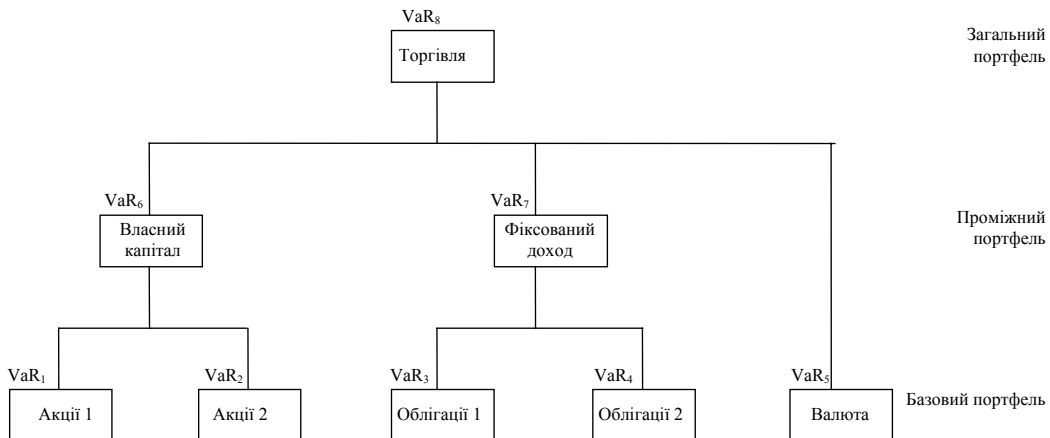 VaR₈
Загальний
портфель
Торгівля
VaR₆
VaR₇
Проміжний
портфель
Власний
капітал
Фіксований
доход
VaR₁
VaR₂
VaR₃
VaR₄
VaR₅
Акції 1
Акції 2
Облігації 1
Облігації 2
Валюта
Базовий портфель